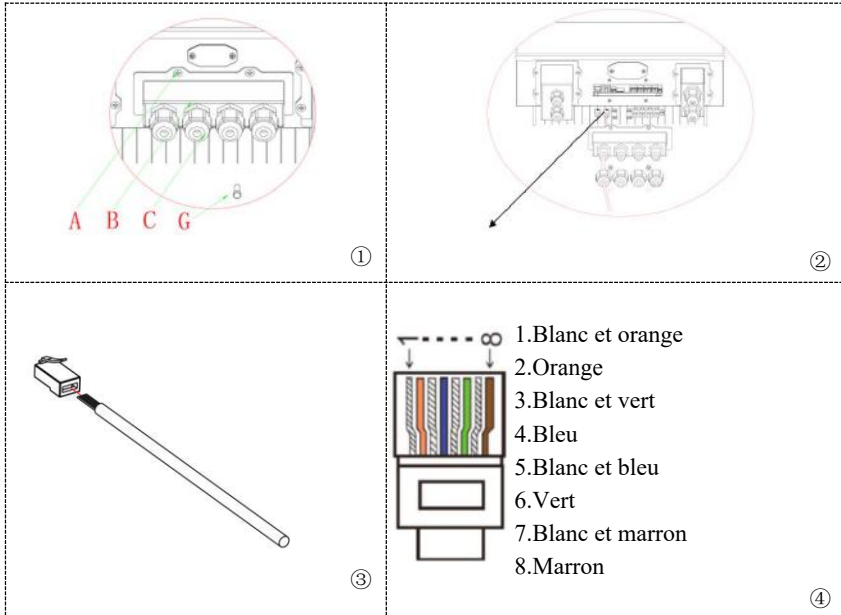 A B C G
①
②
③
1 8
1.Blanc et orange
2.Orange
3.Blanc et vert
4.Bleu
5.Blanc et bleu
6.Vert
7.Blanc et marron
8.Marron
④